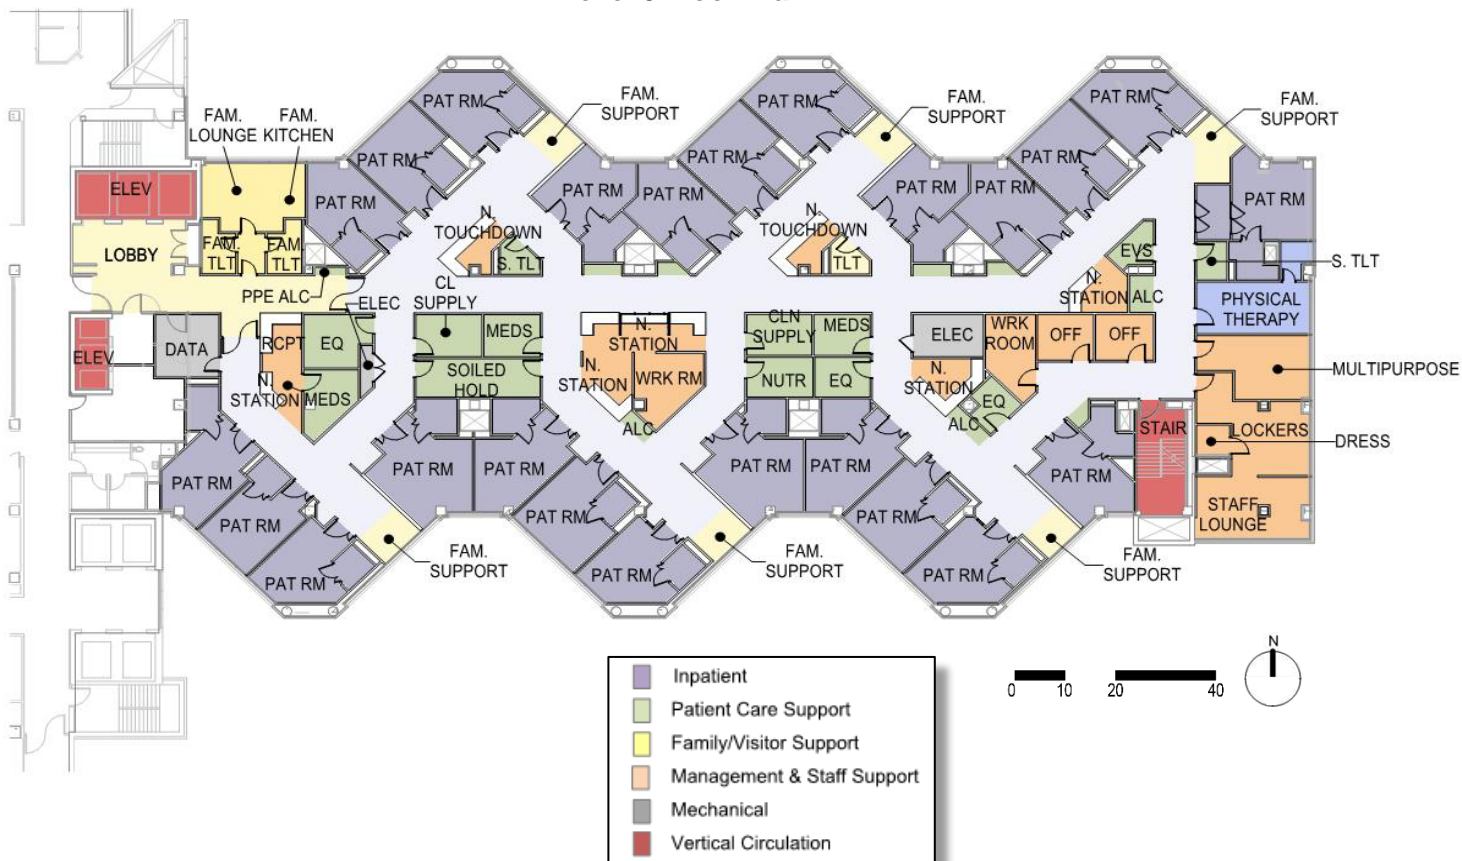 PAT RM
PAT RM
PAT RM
FAM.
SUPPORT
FAM.
SUPPORT
FAM.
SUPPORT
FAM.
LOUNGE
FAM.
KITCHEN
PAT RM
PAT RM
PAT RM
ELEV
PAT RM
PAT RM
PAT RM
PAT RM
PAT RM
PAT RM
N.
TOUCHDOWN
N.
TOUCHDOWN
LOBBY
FAM.
TLT
FAM.
TLT
S. TLT
TLT
EVS
S. TLT
PPE ALC
ELEC
CL
SUPPLY
N.
STATION
ALC
PHYSICAL
THERAPY
ELEV
DATA
RCPT
EQ
MEDS
N.
STATION
CLN
SUPPLY
MEDS
ELEC
WRK
ROOM
OFF
OFF
SOILED
HOLD
N.
STATION
WRK RM
NUTR
EQ
N.
STATION
MULTIPURPOSE
N.
STATION
MEDS
EQ
ALC
ALC
STAIR
LOCKERS
DRESS
PAT RM
PAT RM
PAT RM
PAT RM
PAT RM
PAT RM
PAT RM
PAT RM
PAT RM
STAFF
LOUNGE
PAT RM
PAT RM
PAT RM
FAM.
SUPPORT
FAM.
SUPPORT
FAM.
SUPPORT
N
0 10 20 40
Inpatient
Patient Care Support
Family/Visitor Support
Management & Staff Support
Mechanical
Vertical Circulation